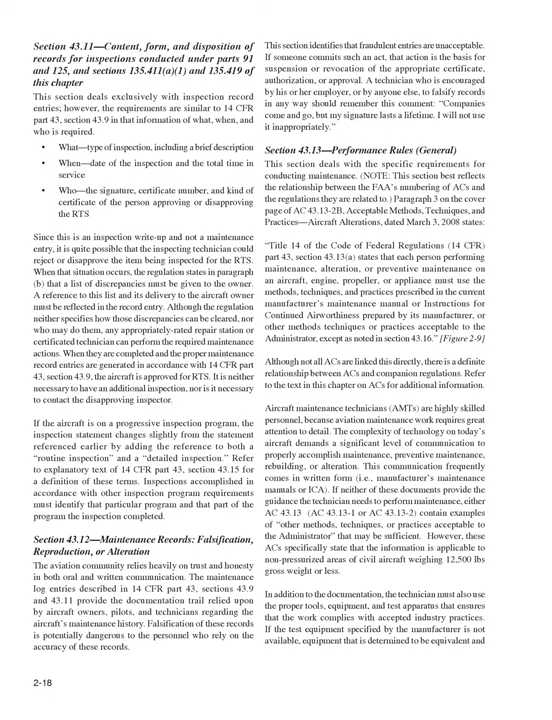 Section 43.11—Content, form, and disposition of
records for inspections conducted under parts 91
and 125, and sections 135.411(a)(1) and 135.419 of
this chapter
This section deals exclusively with inspection record
entries; however, the requirements are similar to 14 CFR
part 43, section 43.9 in that information of what, when, and
who is required.
• What—type of inspection, including a brief description
• When—date of the inspection and the total time in
service
• Who—the signature, certificate number, and kind of
certificate of the person approving or disapproving
the RTS
Since this is an inspection write-up and not a maintenance
entry, it is quite possible that the inspecting technician could
reject or disapprove the item being inspected for the RTS.
When that situation occurs, the regulation states in paragraph
(b) that a list of discrepancies must be given to the owner.
A reference to this list and its delivery to the aircraft owner
must be reflected in the record entry. Although the regulation
neither specifies how those discrepancies can be cleared, nor
who may do them, any appropriately-rated repair station or
certificated technician can perform the required maintenance
actions. When they are completed and the proper maintenance
record entries are generated in accordance with 14 CFR part
43, section 43.9, the aircraft is approved for RTS. It is neither
necessary to have an additional inspection, nor is it necessary
to contact the disapproving inspector.
If the aircraft is on a progressive inspection program, the
inspection statement changes slightly from the statement
referenced earlier by adding the reference to both a
“routine inspection” and a “detailed inspection.” Refer
to explanatory text of 14 CFR part 43, section 43.15 for
a definition of these terms. Inspections accomplished in
accordance with other inspection program requirements
must identify that particular program and that part of the
program the inspection completed.
Section 43.12—Maintenance Records: Falsification,
Reproduction, or Alteration
The aviation community relies heavily on trust and honesty
in both oral and written communication. The maintenance
log entries described in 14 CFR part 43, sections 43.9
and 43.11 provide the documentation trail relied upon
by aircraft owners, pilots, and technicians regarding the
aircraft’s maintenance history. Falsification of these records
is potentially dangerous to the personnel who rely on the
accuracy of these records.
This section identifies that fraudulent entries are unacceptable.
If someone commits such an act, that action is the basis for
suspension or revocation of the appropriate certificate,
authorization, or approval. A technician who is encouraged
by his or her employer, or by anyone else, to falsify records
in any way should remember this comment: “Companies
come and go, but my signature lasts a lifetime. I will not use
it inappropriately.”
Section 43.13—Performance Rules (General)
This section deals with the specific requirements for
conducting maintenance. (NOTE: This section best reflects
the relationship between the FAA’s numbering of ACs and
the regulations they are related to.) Paragraph 3 on the cover
page of AC 43.13-2B, Acceptable Methods, Techniques, and
Practices—Aircraft Alterations, dated March 3, 2008 states:
“Title 14 of the Code of Federal Regulations (14 CFR)
part 43, section 43.13(a) states that each person performing
maintenance, alteration, or preventive maintenance on
an aircraft, engine, propeller, or appliance must use the
methods, techniques, and practices prescribed in the current
manufacturer’s maintenance manual or Instructions for
Continued Airworthiness prepared by its manufacturer, or
other methods techniques or practices acceptable to the
Administrator, except as noted in section 43.16.” [Figure 2-9]
Although not all ACs are linked this directly, there is a definite
relationship between ACs and companion regulations. Refer
to the text in this chapter on ACs for additional information.
Aircraft maintenance technicians (AMTs) are highly skilled
personnel, because aviation maintenance work requires great
attention to detail. The complexity of technology on today’s
aircraft demands a significant level of communication to
properly accomplish maintenance, preventive maintenance,
rebuilding, or alteration. This communication frequently
comes in written form (i.e., manufacturer’s maintenance
manuals or ICA). If neither of these documents provide the
guidance the technician needs to perform maintenance, either
AC 43.13 (AC 43.13-1 or AC 43.13-2) contain examples
of “other methods, techniques, or practices acceptable to
the Administrator” that may be sufficient. However, these
ACs specifically state that the information is applicable to
non-pressurized areas of civil aircraft weighing 12,500 lbs
gross weight or less.
In addition to the documentation, the technician must also use
the proper tools, equipment, and test apparatus that ensures
that the work complies with accepted industry practices.
If the test equipment specified by the manufacturer is not
available, equipment that is determined to be equivalent and
2-18